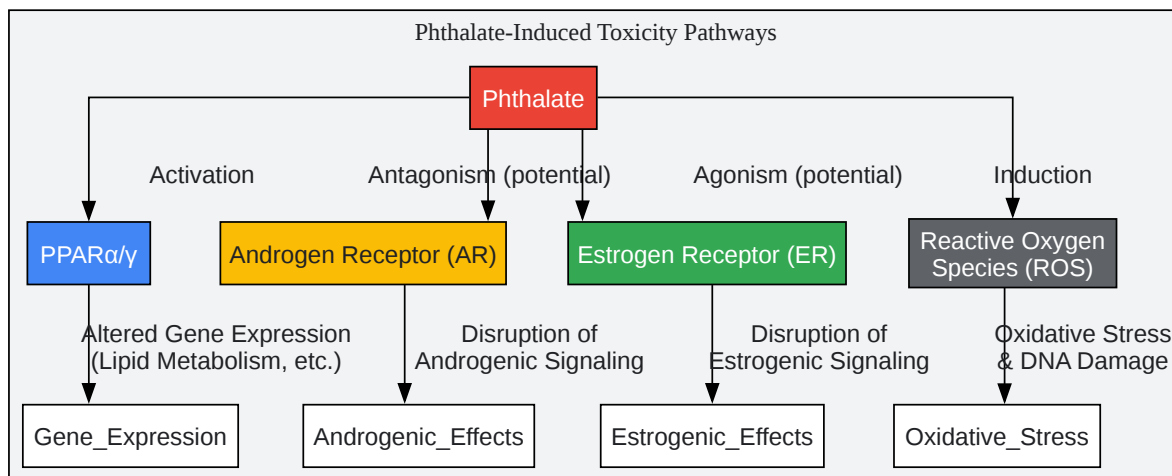 Phthalate-Induced Toxicity Pathways
Phthalate
Activation
Antagonism (potential)
Agonism (potential)
Induction
PPARα/γ
Androgen Receptor (AR)
Estrogen Receptor (ER)
Reactive Oxygen
Species (ROS)
Altered Gene Expression
(Lipid Metabolism, etc.)
Disruption of
Androgenic Signaling
Disruption of
Estrogenic Signaling
Oxidative Stress
& DNA Damage
Gene_Expression
Androgenic_Effects
Estrogenic_Effects
Oxidative_Stress